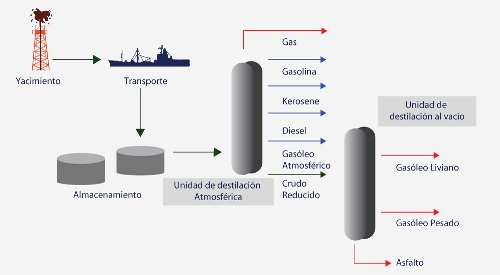 Yacimiento
Transporte
Almacenamiento
Unidad de destilación
Atmosférica
Gas
Gasolina
Kerosene
Diesel
Gasóleo
Atmosférico
Crudo
Reducido
Unidad de
destilación al vacio
Gasóleo Liviano
Gasóleo Pesado
Asfalto